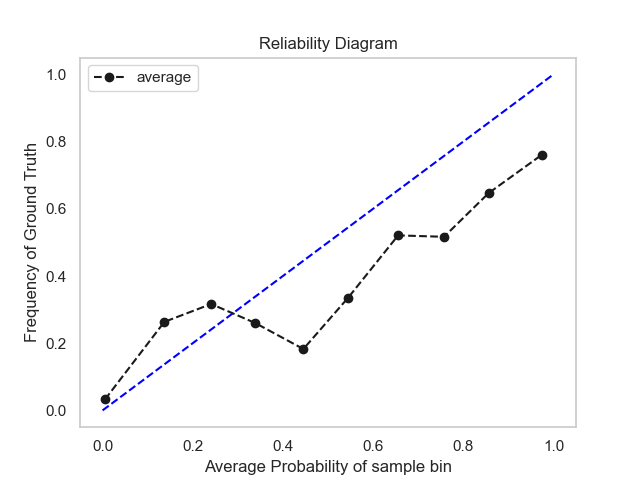 Reliability Diagram
average
Frequency of Ground Truth
1.0
0.8
0.6
0.4
0.2
0.0
0.0 0.2 0.4 0.6 0.8 1.0
Average Probability of sample bin